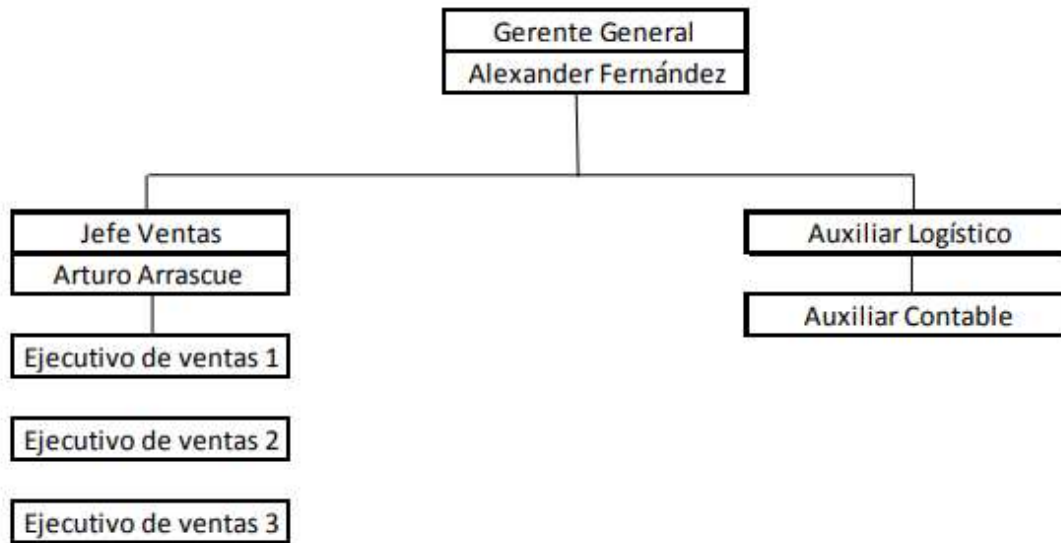 Gerente General
Alexander Fernández
Jefe Ventas
Arturo Arrascue
Ejecutivo de ventas 1
Ejecutivo de ventas 2
Ejecutivo de ventas 3
Auxiliar Logístico
Auxiliar Contable